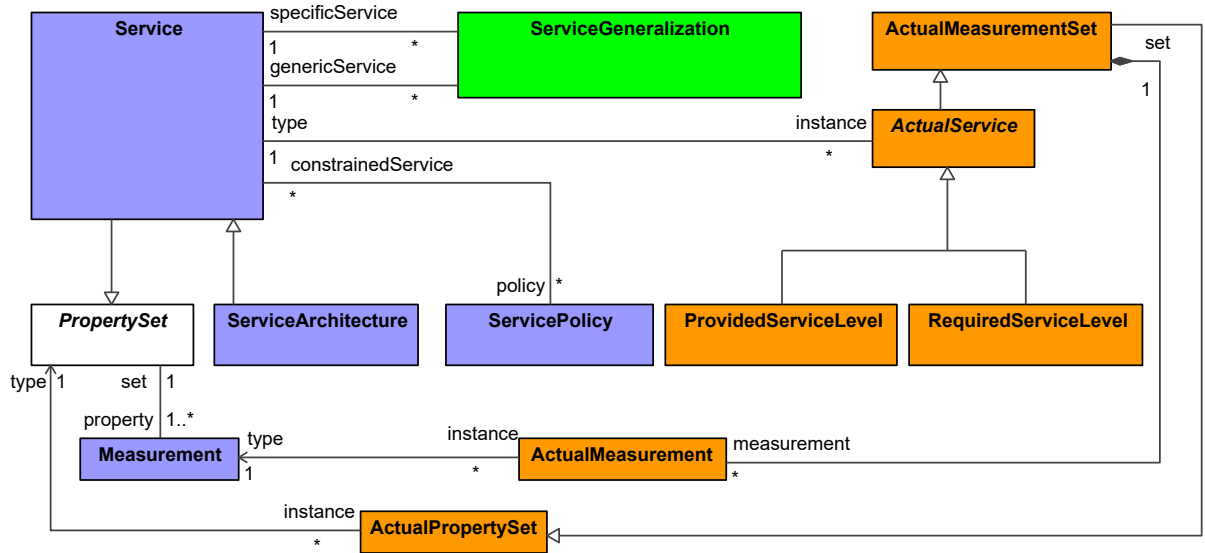 specificService
Service
ServiceGeneralization
ActualMeasurementSet
set
1
*
genericService
1
*
1
type
instance
ActualService
1
*
constrainedService
*
policy
*
PropertySet
ServiceArchitecture
ServicePolicy
ProvidedServiceLevel
RequiredServiceLevel
type
1
set
1
property
1..*
Measurement
type
1
instance
*
ActualMeasurement
measurement
*
instance
*
ActualPropertySet